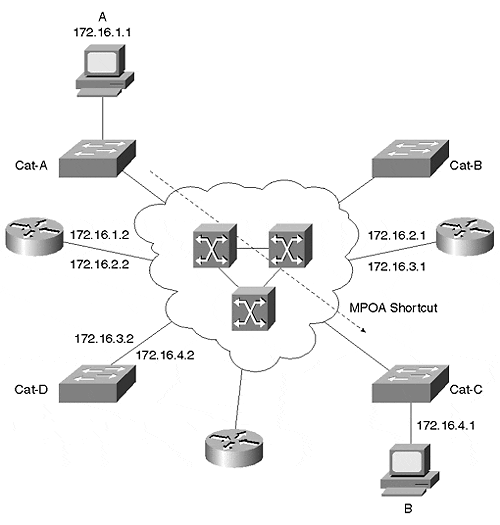 A
172.16.1.1
Cat-A
Cat-B
172.16.1.2
172.16.2.2
172.16.2.1
172.16.3.1
MPOA Shortcut
172.16.3.2
172.16.4.2
Cat-D
Cat-C
172.16.4.1
B